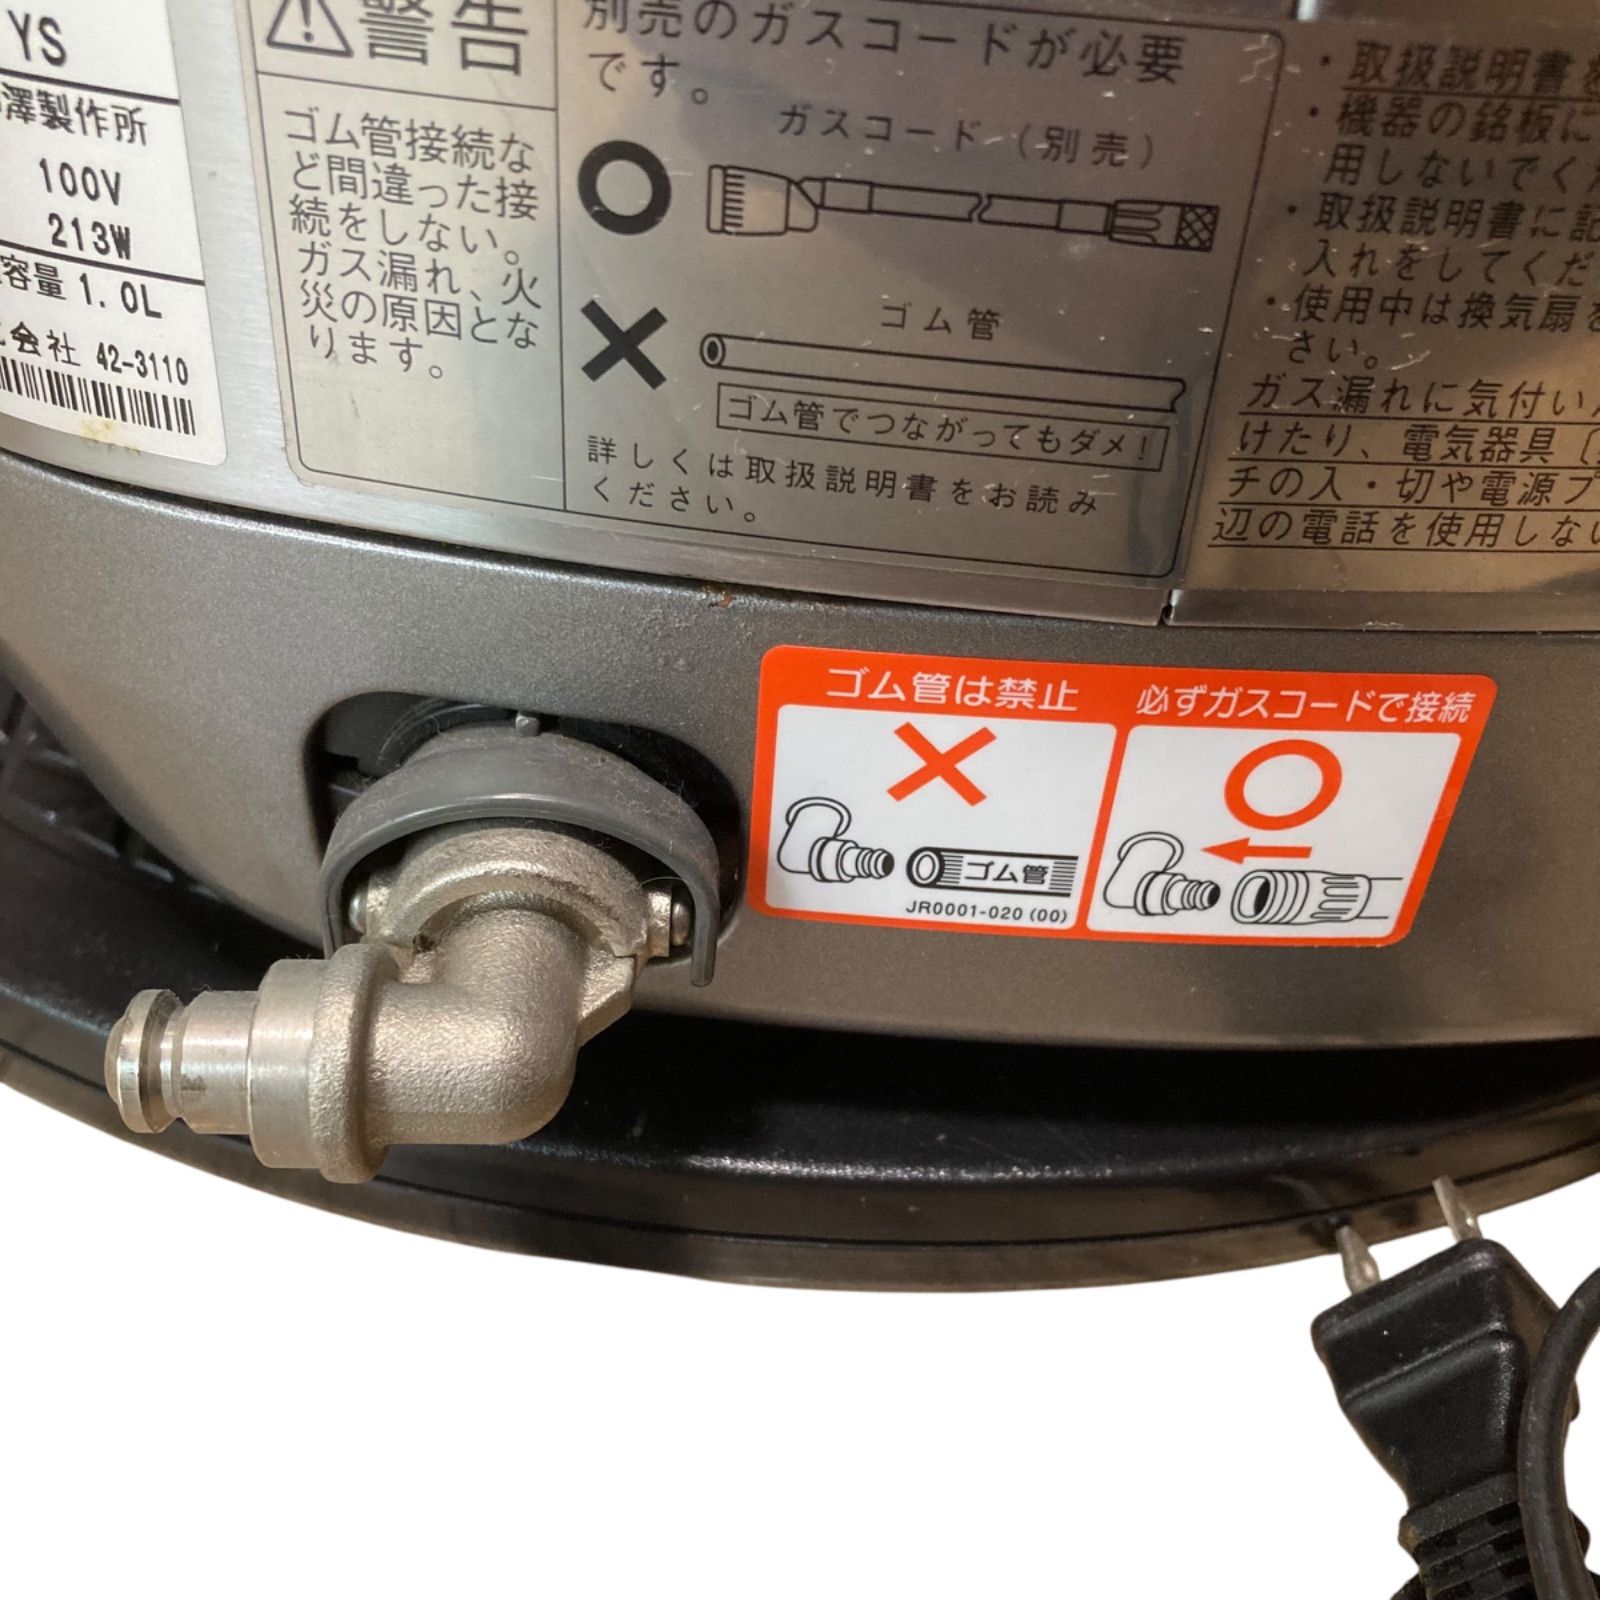 YS
澤製作所
100V
213W
容量 1.0L
会社 42-3110
警告
ゴム管接続な
ど間違った接
続をしない。
ガス漏れ、火
災の原因とな
ります。
別売のガスコードが必要
です。
ガスコード（別売）
ゴム管
ゴム管でつながってもダメ！
詳しくは取扱説明書をお読み
ください。
・取扱説明書を
・機器の銘板に
用しないでく
・取扱説明書に記
入れをしてくだ
・使用中は換気扇を
さい。
ガス漏れに気付い
けたり、電気器具
チの入・切や電源プ
辺の電話を使用しない
ゴム管は禁止
必ずガスコードで接続
ゴム管
JR0001-020 (00)